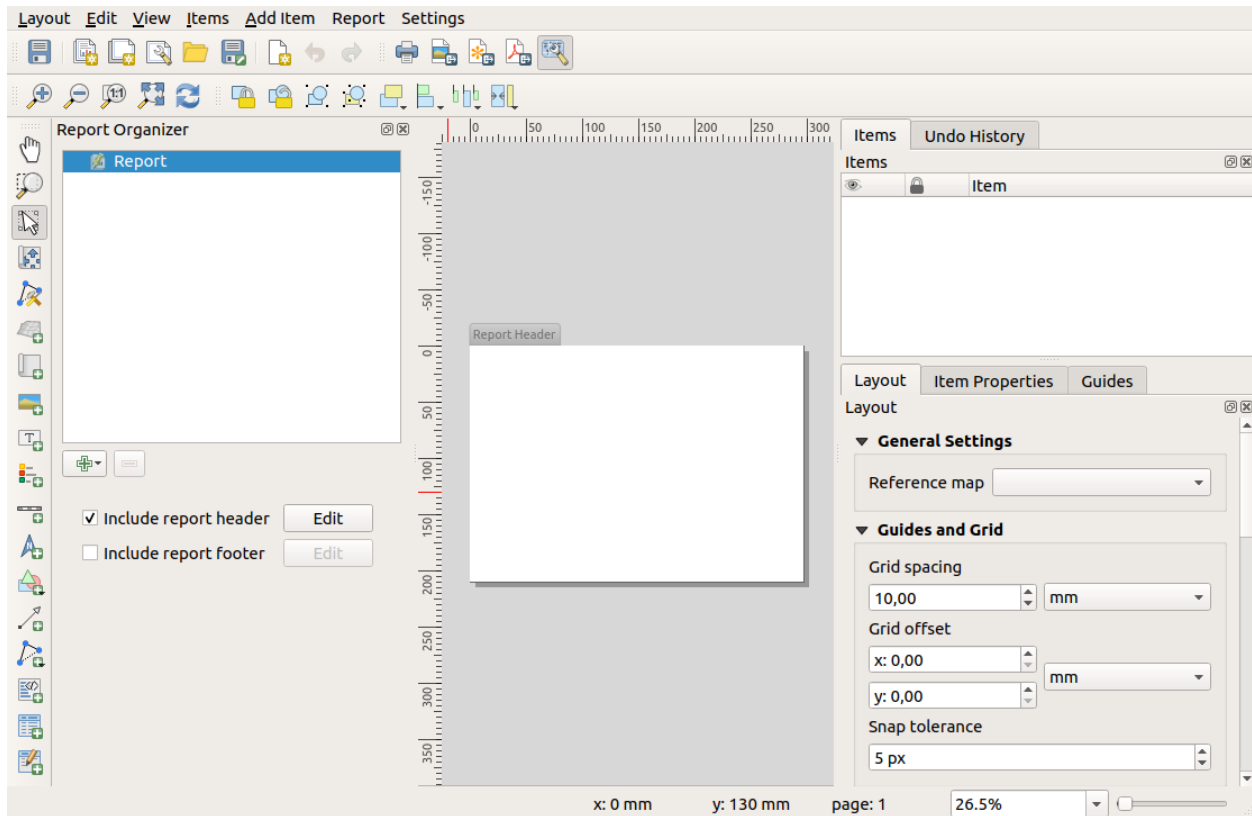 Layout Edit View Items Add Item Report Settings
1:1
Report Organizer
Report
Include report header Edit
Include report footer Edit
0 50 100 150 200 250 300
-150
-100
-50
0
50
100
150
200
250
300
350
Report Header
Items Undo History
Items
Item
Layout Item Properties Guides
Layout
General Settings
Reference map
Guides and Grid
Grid spacing
10,00 mm
Grid offset
x: 0,00
mm
y: 0,00
Snap tolerance
5 px
x: 0 mm y: 130 mm page: 1 26.5%